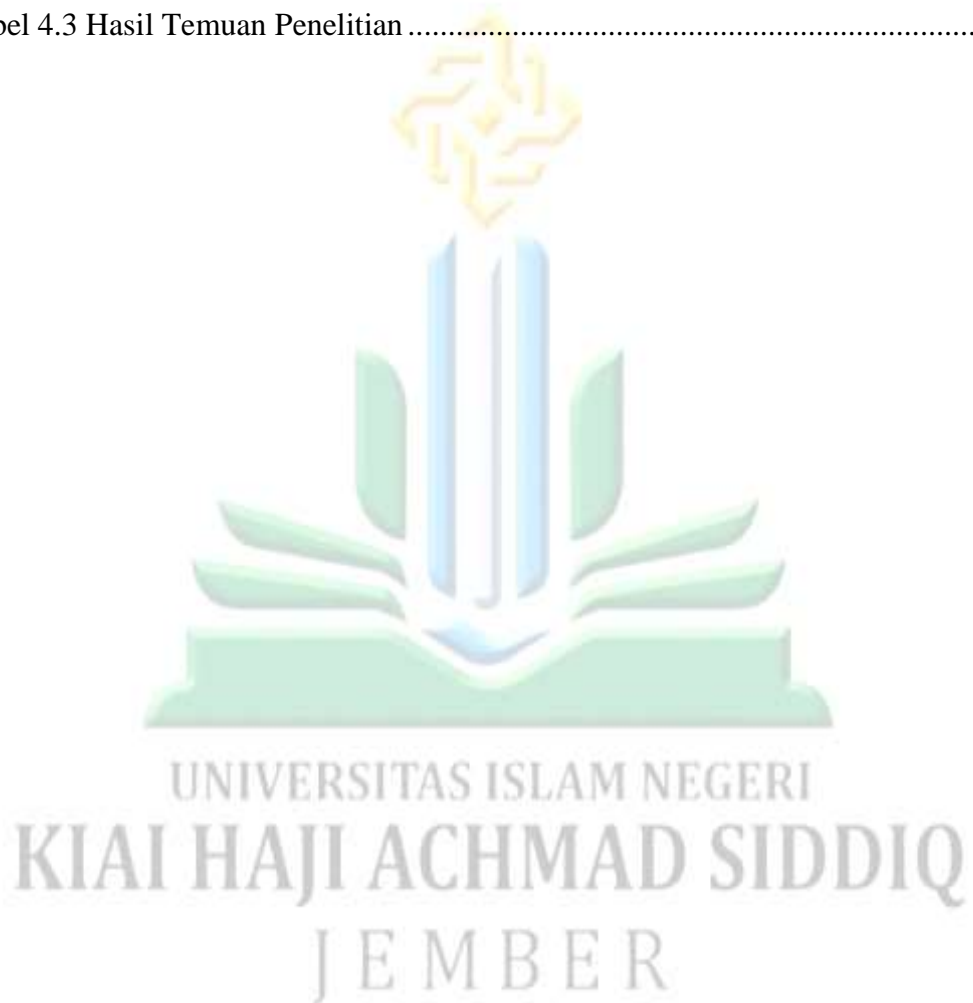 bel 4.3 Hasil Temuan Penelitian ......................................................................
UNIVERSITAS ISLAM NEGERI
KIAI HAJI ACHMAD SIDDIQ
JEMBER